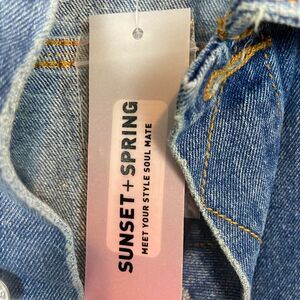 SUNSET + SPRING
MEET YOUR STYLE SOUL MATE